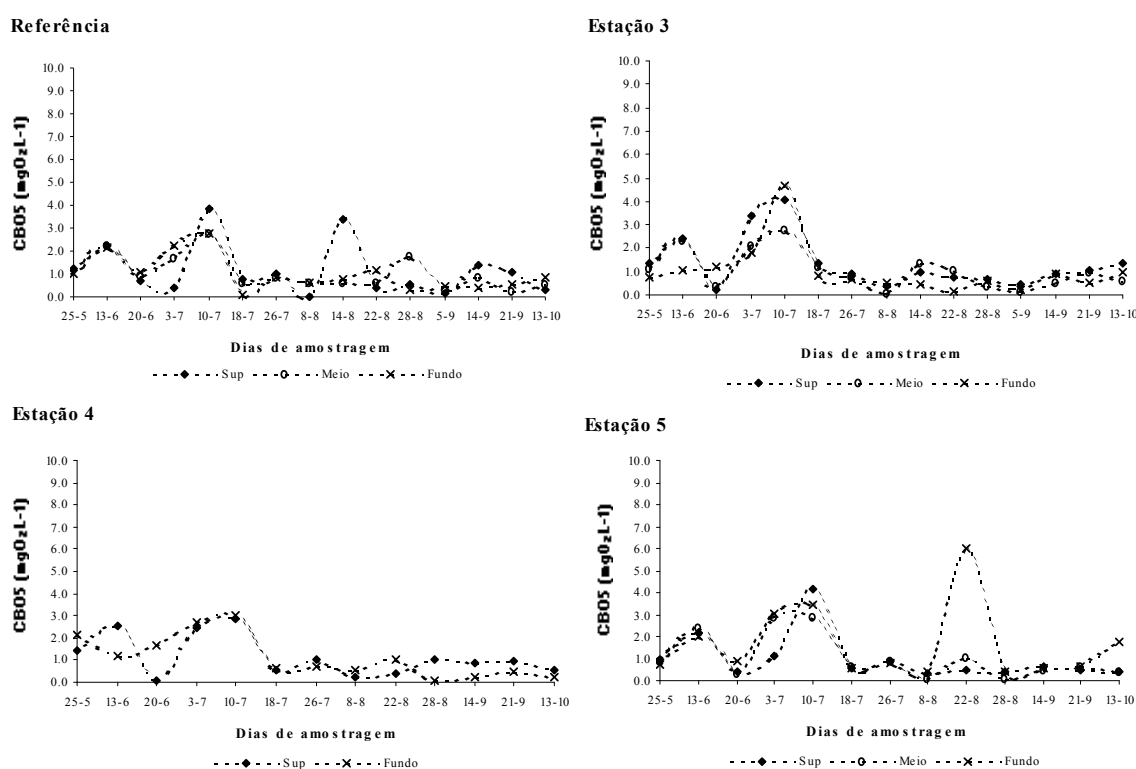 Referência
CBO5 (mgO₂L-1)
10.0
9.0
8.0
7.0
6.0
5.0
4.0
3.0
2.0
1.0
0.0
25-5 13-6 20-6 3-7 10-7 18-7 26-7 8-8 14-8 22-8 28-8 5-9 14-9 21-9 13-10
Dias de amostragem
Sup Meio Fundo
Estação 3
CBO5 (mgO₂L-1)
10.0
9.0
8.0
7.0
6.0
5.0
4.0
3.0
2.0
1.0
0.0
25-5 13-6 20-6 3-7 10-7 18-7 26-7 8-8 14-8 22-8 28-8 5-9 14-9 21-9 13-10
Dias de amostragem
Sup Meio Fundo
Estação 4
CBO5 (mgO₂L-1)
10.0
9.0
8.0
7.0
6.0
5.0
4.0
3.0
2.0
1.0
0.0
25-5 13-6 20-6 3-7 10-7 18-7 26-7 8-8 22-8 28-8 14-9 21-9 13-10
Dias de amostragem
Sup Fundo
Estação 5
CBO5 (mgO₂L-1)
10.0
9.0
8.0
7.0
6.0
5.0
4.0
3.0
2.0
1.0
0.0
25-5 13-6 20-6 3-7 10-7 18-7 26-7 8-8 22-8 28-8 14-9 21-9 13-10
Dias de amostragem
Sup Meio Fundo